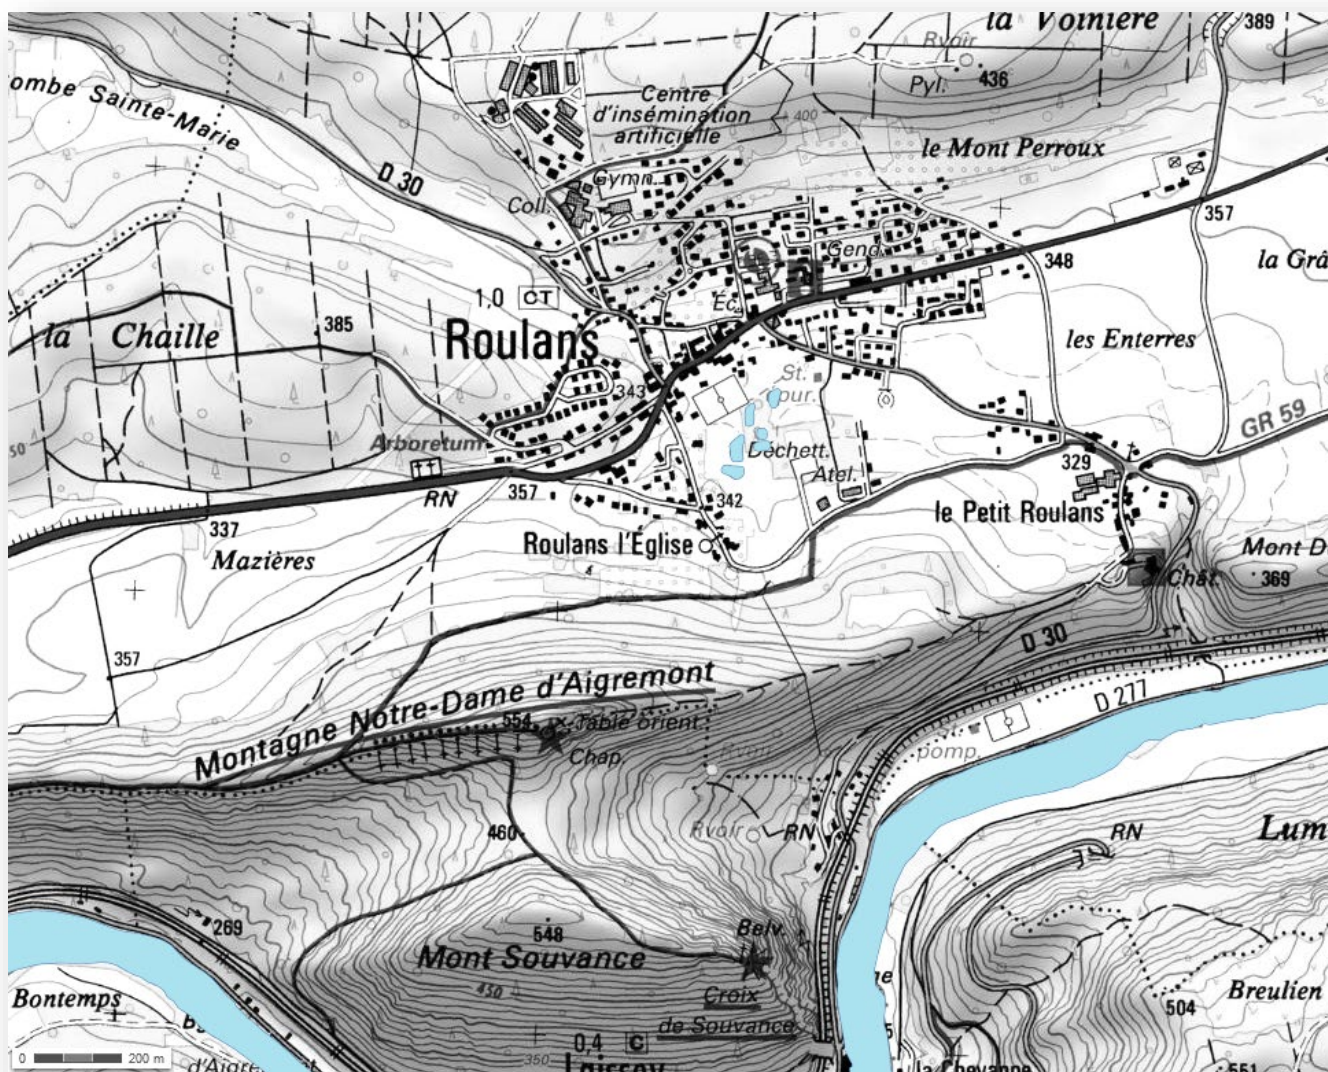 la Voinière
389
Rvoir
Pyl.
436
ombe Sainte-Marie
Centre
d'insémination
artificielle
400
le Mont Perroux
D 30
Gymn.
Coll.
357
Gend.
348
la Grâ
1,0 CT
Éc.
385
la Chaille
Roulans
les Enterres
St.
our.
343
GR 59
50
Arboretum
Déchett.
329
Atel.
RN
357
342
337
le Petit Roulans
Roulans l'Église
Mazières
Mont D
369
Chât.
357
D 30
Montagne Notre-Dame d'Aigremont
D 277
554
Table orient.
Chap.
Rvoir
pomp.
460
Rvoir
RN
RN
Lum
269
548
Belv.
Mont Souvance
450
Croix
de Souvance
504
Breulien
Bontemps
0,4 C
350
0 200 m
d'Aigre
la Chevanne
551